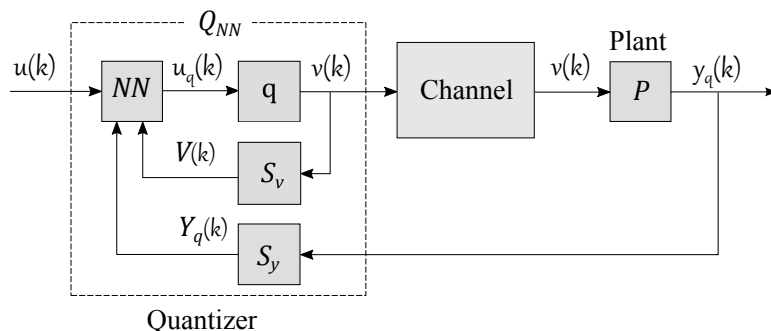 Q_NN
Plant
u(k)
NN
u_q(k)
q
v(k)
Channel
v(k)
P
y_q(k)
V(k)
S_v
Y_q(k)
S_y
Quantizer